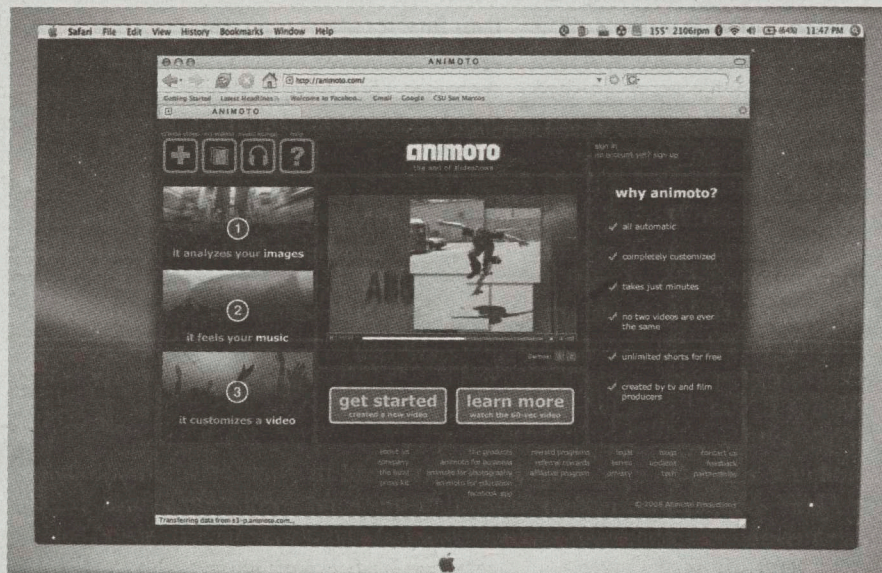 Safari File Edit View History Bookmarks Window Help
155° 2106rpm (64%) 11:47 PM
ANIMOTO
http://animoto.com/
Getting Started Latest Headlines Welcome to Facebo... Gmail Google CSU San Marcos
ANIMOTO
?
animoto
the end of slideshows
sign in
no account yet? sign up
1
it analyzes your images
2
it feels your music
3
it customizes a video
why animoto?
all automatic
completely customized
takes just minutes
no two videos are ever
the same
unlimited shorts for free
created by tv and film
producers
get started
created a new video
learn more
watch the 60-sec video
about us
company
press kit
the product
animoto for business
animoto for photography
animoto for education
facebook app
reward programs
referral rewards
affiliate program
legal
terms
privacy
blogs
updates
tech
contact us
feedback
partnerships
© 2008 Animoto Productions
Transferring data from s3-p.animoto.com...